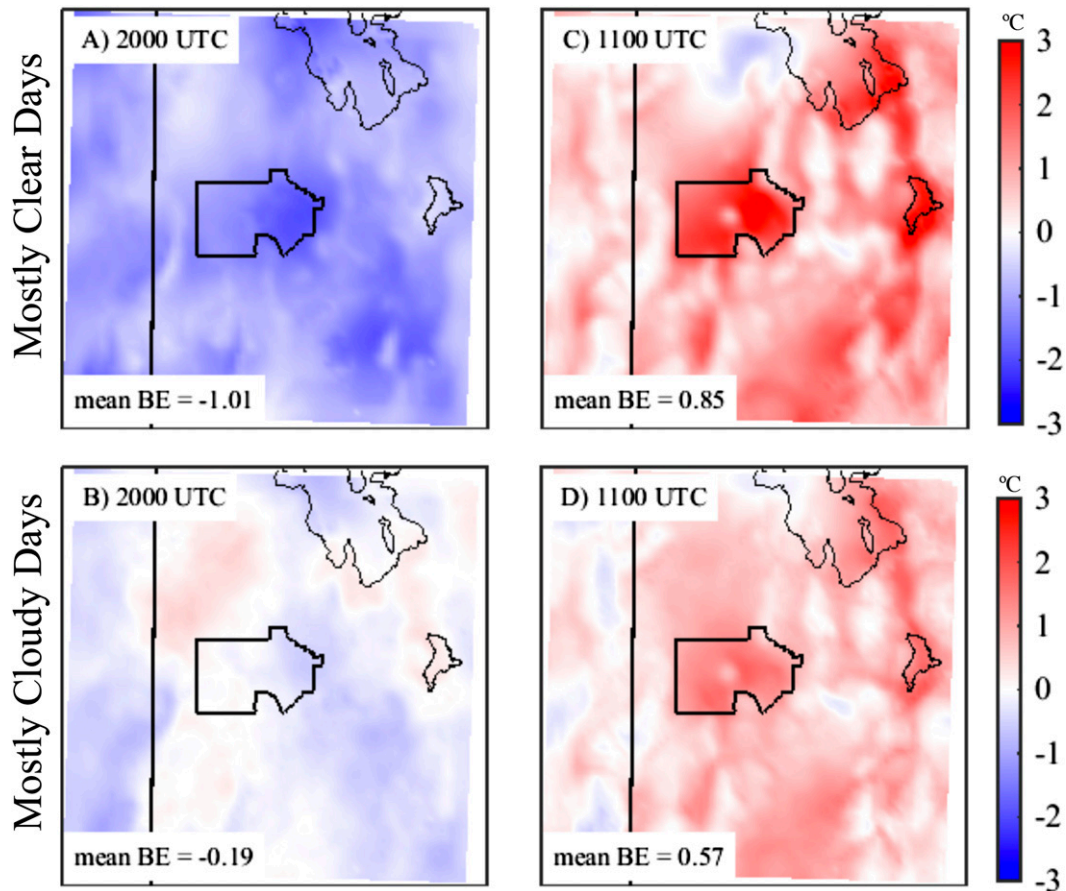 Mostly Clear Days
A) 2000 UTC
mean BE = -1.01
C) 1100 UTC
mean BE = 0.85
℃
3
2
1
0
-1
-2
-3
Mostly Cloudy Days
B) 2000 UTC
mean BE = -0.19
D) 1100 UTC
mean BE = 0.57
℃
3
2
1
0
-1
-2
-3